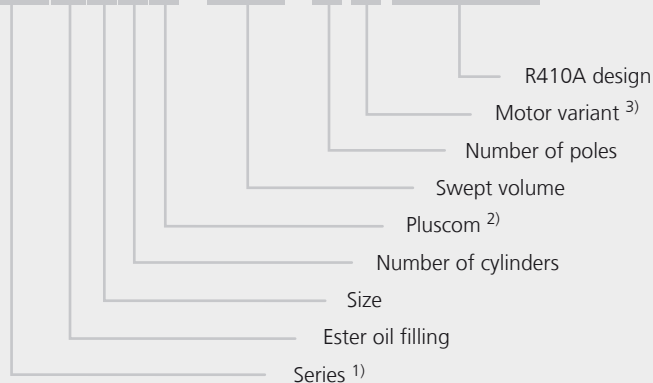 R410A design
Motor variant 3)
Number of poles
Swept volume
Pluscom 2)
Number of cylinders
Size
Ester oil filling
Series 1)